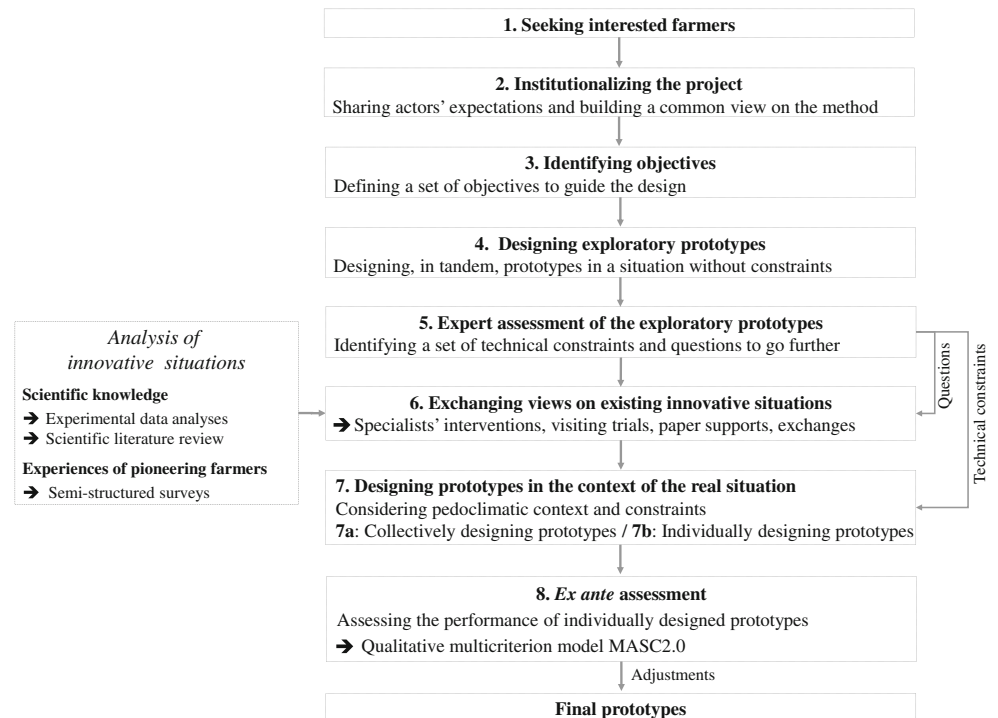 1. Seeking interested farmers
2. Institutionalizing the project
Sharing actors' expectations and building a common view on the method
3. Identifying objectives
Defining a set of objectives to guide the design
4. Designing exploratory prototypes
Designing, in tandem, prototypes in a situation without constraints
5. Expert assessment of the exploratory prototypes
Identifying a set of technical constraints and questions to go further
Questions
Technical constraints
Analysis of
innovative situations
Scientific knowledge
➔ Experimental data analyses
➔ Scientific literature review
Experiences of pioneering farmers
➔ Semi-structured surveys
6. Exchanging views on existing innovative situations
➔ Specialists' interventions, visiting trials, paper supports, exchanges
7. Designing prototypes in the context of the real situation
Considering pedoclimatic context and constraints
7a: Collectively designing prototypes / 7b: Individually designing prototypes
8. Ex ante assessment
Assessing the performance of individually designed prototypes
➔ Qualitative multicriterion model MASC2.0
Adjustments
Final prototypes